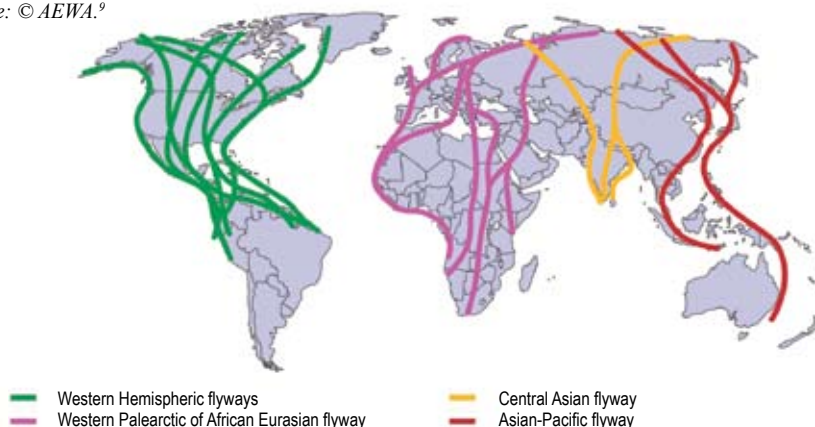 e: © AEWA.⁹
Western Hemispheric flyways
Western Palearctic of African Eurasian flyway
Central Asian flyway
Asian-Pacific flyway